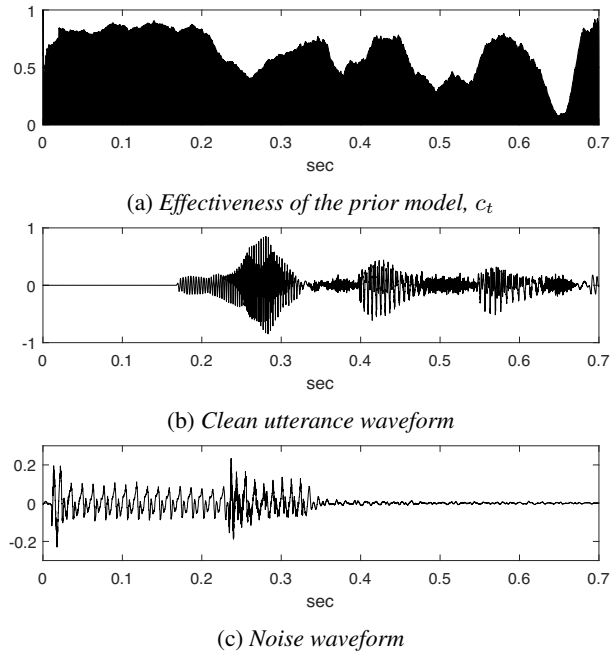 1
0.5
0
0 0.1 0.2 0.3 0.4 0.5 0.6 0.7
sec
(a) Effectiveness of the prior model, c_t
1
0
-1
0 0.1 0.2 0.3 0.4 0.5 0.6 0.7
sec
(b) Clean utterance waveform
0.2
0
-0.2
0 0.1 0.2 0.3 0.4 0.5 0.6 0.7
sec
(c) Noise waveform